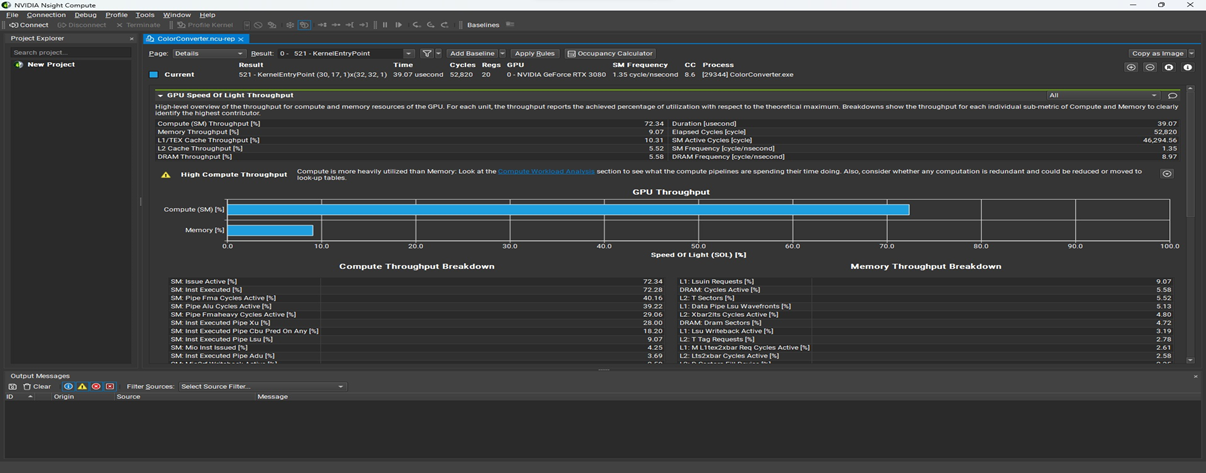 NVIDIA Nsight Compute
File Connection Debug Profile Tools Window Help
Connect Disconnect Terminate Profile Kernel Baselines
Project Explorer
Search project...
New Project
ColorConverter.ncu-rep
Page: Details Result: 0 - 521 - KernelEntryPoint Add Baseline Apply Rules Occupancy Calculator Copy as Image
Result Time Cycles Regs GPU SM Frequency CC Process
Current 521 - KernelEntryPoint (30, 17, 1)x(32, 32, 1) 39.07 usecond 52,820 20 0 - NVIDIA GeForce RTX 3080 1.35 cycle/nsecond 8.6 [29344] ColorConverter.exe
GPU Speed Of Light Throughput All
High-level overview of the throughput for compute and memory resources of the GPU. For each unit, the throughput reports the achieved percentage of utilization with respect to the theoretical maximum. Breakdowns show the throughput for each individual sub-metric of Compute and Memory to clearly
identify the highest contributor.
Compute (SM) Throughput [%] 72.34 Duration [usecond] 39.07
Memory Throughput [%] 9.07 Elapsed Cycles [cycle] 52,820
L1/TEX Cache Throughput [%] 10.31 SM Active Cycles [cycle] 46,294.56
L2 Cache Throughput [%] 5.52 SM Frequency [cycle/nsecond] 1.35
DRAM Throughput [%] 5.58 DRAM Frequency [cycle/nsecond] 8.97
High Compute Throughput Compute is more heavily utilized than Memory: Look at the Compute Workload Analysis section to see what the compute pipelines are spending their time doing. Also, consider whether any computation is redundant and could be reduced or moved to
look-up tables.
GPU Throughput
Compute (SM) [%]
Memory [%]
0.0 10.0 20.0 30.0 40.0 50.0 60.0 70.0 80.0 90.0 100.0
Speed Of Light (SOL) [%]
Compute Throughput Breakdown Memory Throughput Breakdown
SM: Issue Active [%] 72.34 L1: Lsuin Requests [%] 9.07
SM: Inst Executed [%] 72.28 DRAM: Cycles Active [%] 5.58
SM: Pipe Fma Cycles Active [%] 40.16 L2: T Sectors [%] 5.52
SM: Pipe Alu Cycles Active [%] 39.22 L1: Data Pipe Lsu Wavefronts [%] 5.13
SM: Pipe Fmaheavy Cycles Active [%] 29.06 L2: Xbar2lts Cycles Active [%] 4.80
SM: Inst Executed Pipe Xu [%] 28.00 DRAM: Dram Sectors [%] 4.72
SM: Inst Executed Pipe Cbu Pred On Any [%] 18.20 L1: Lsu Writeback Active [%] 3.19
SM: Inst Executed Pipe Lsu [%] 9.07 L2: T Tag Requests [%] 2.78
SM: Mio Inst Issued [%] 4.25 L1: M L1tex2xbar Req Cycles Active [%] 2.61
SM: Inst Executed Pipe Adu [%] 3.69 L2: Lts2xbar Cycles Active [%] 2.58
Output Messages
Clear Filter Sources: Select Source Filter...
ID Origin Source Message